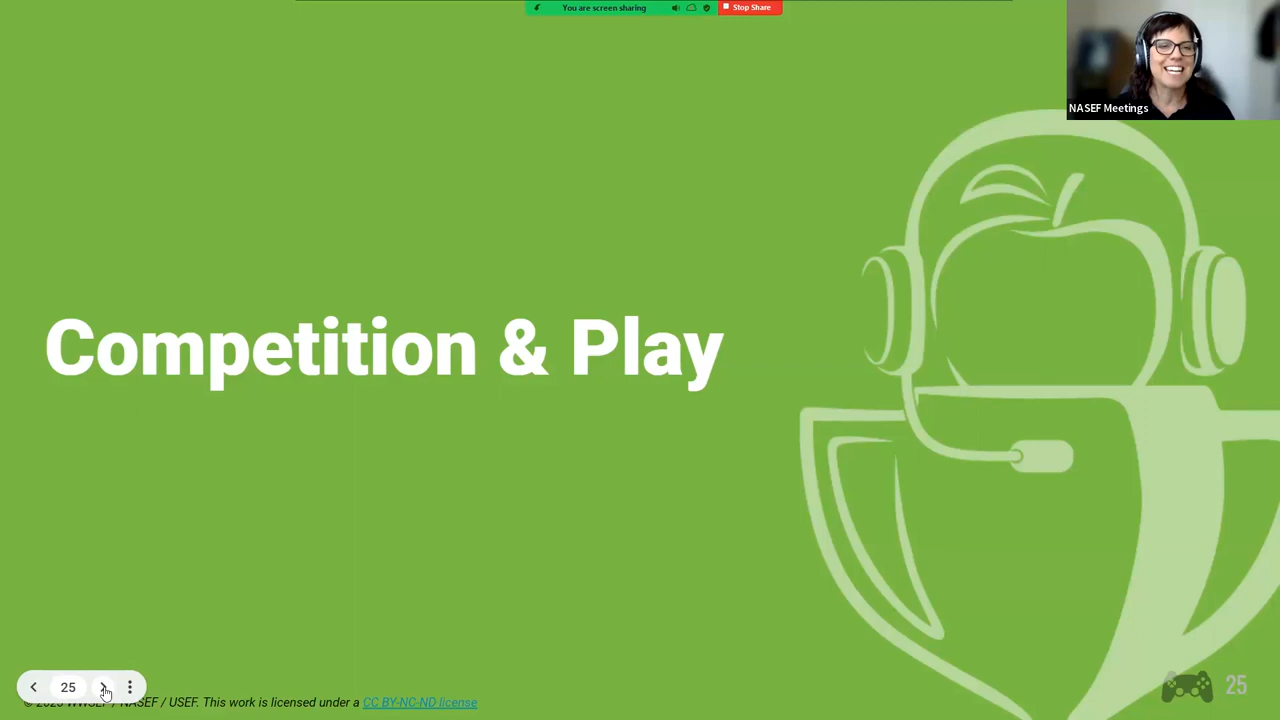 You are screen sharing
Stop Share
NASEF Meetings
Competition & Play
25
/ NASEF / USEF. This work is licensed under a CC BY-NC-ND license
25